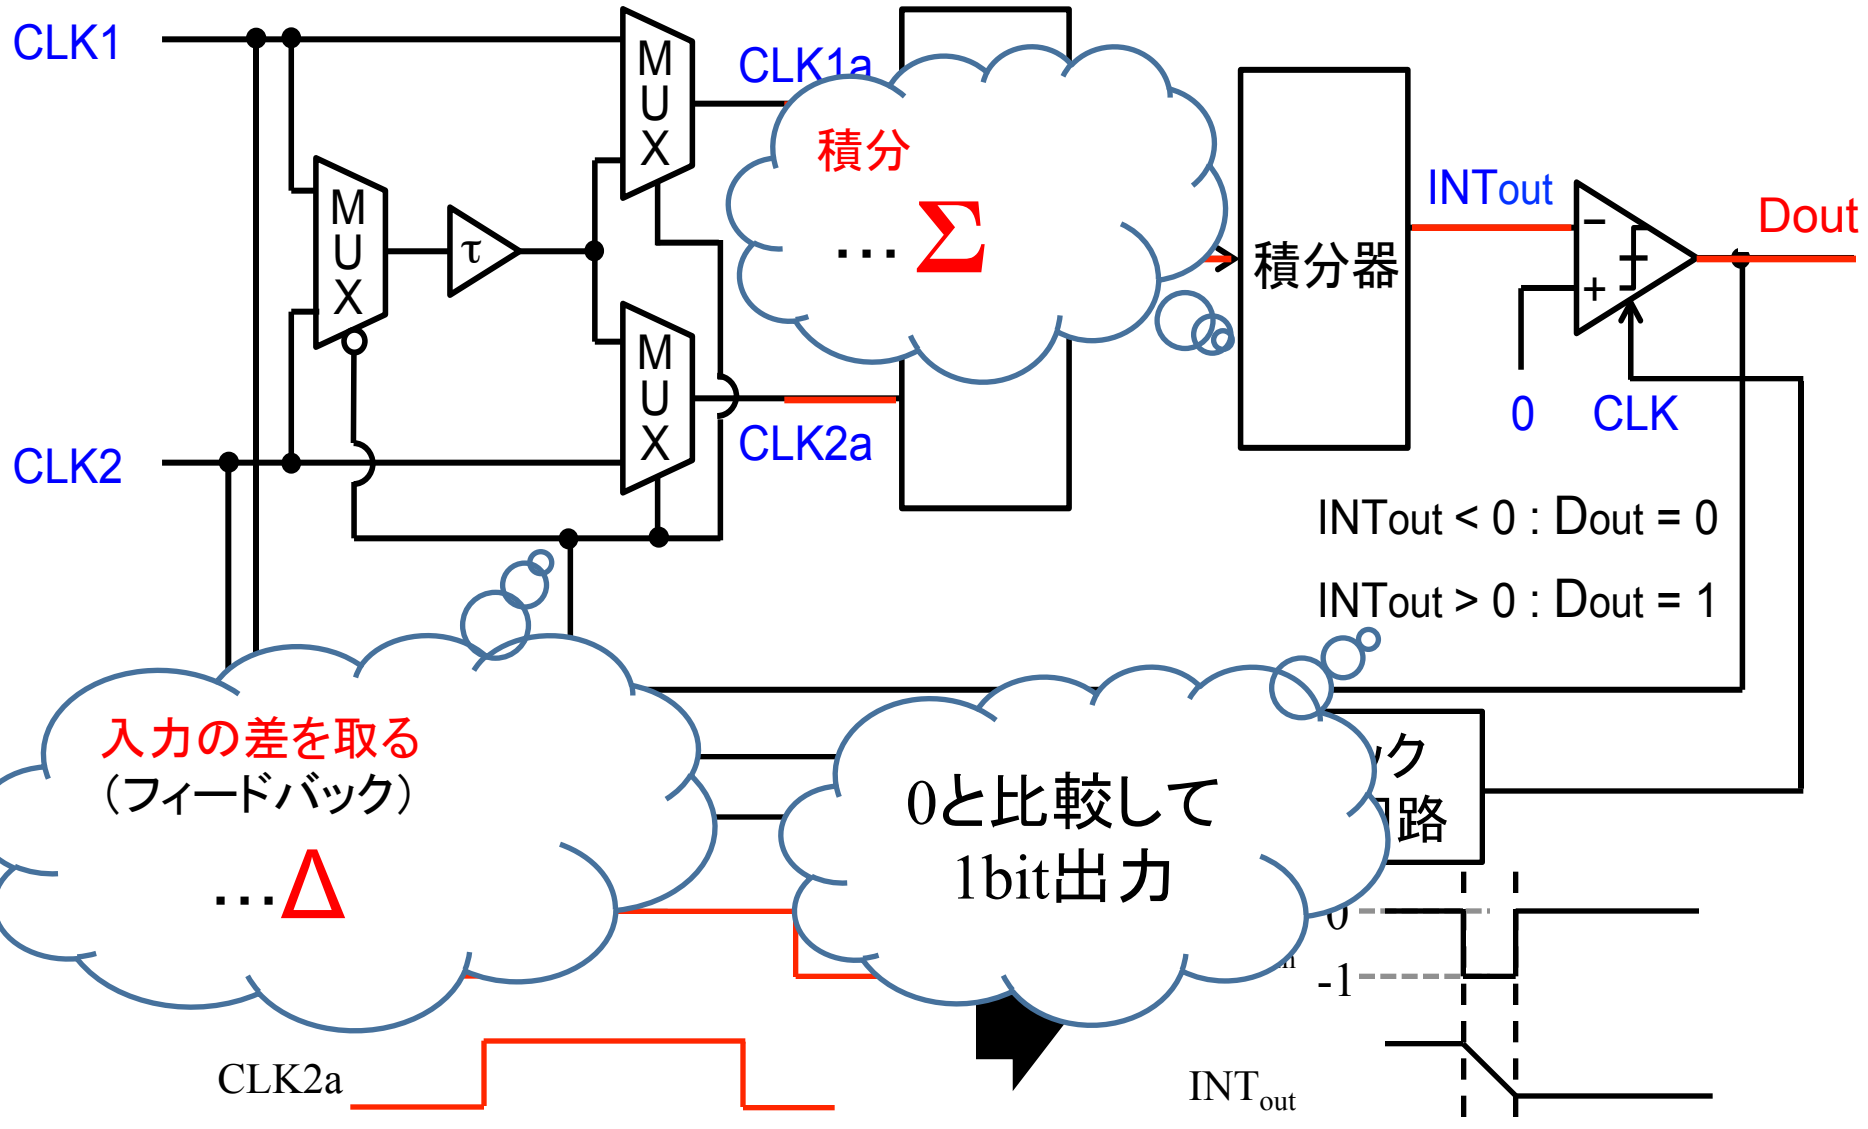 CLK1
MUX
CLK1a
MUX
τ
MUX
CLK2a
CLK2
積分
… Σ
積分器
INTout
Dout
−
+
0
CLK
INTout < 0 : Dout = 0
INTout > 0 : Dout = 1
入力の差を取る
(フィードバック)
…Δ
0と比較して
1bit出力
ック
路
0
-1
CLK2a
INTout